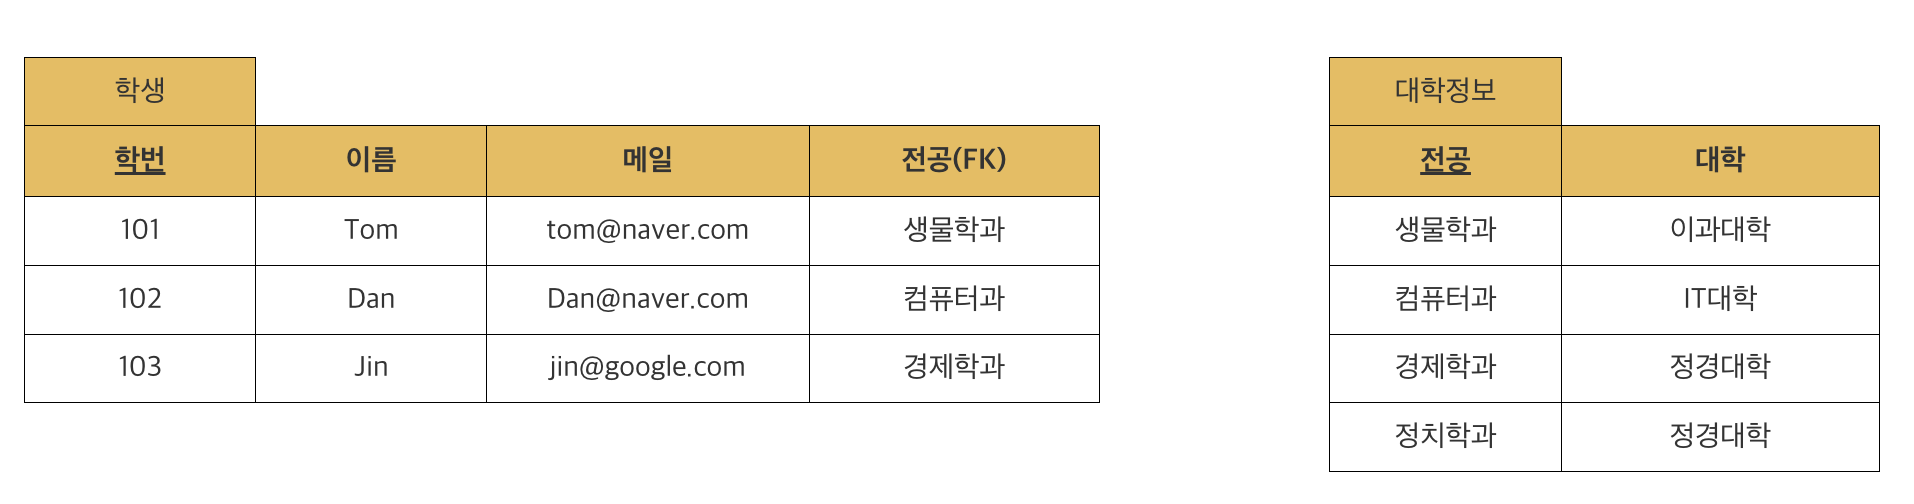 학생
학번 이름 메일 전공(FK)
101 Tom tom@naver.com 생물학과
102 Dan Dan@naver.com 컴퓨터과
103 Jin jin@google.com 경제학과
대학정보
전공 대학
생물학과 이과대학
컴퓨터과 IT대학
경제학과 정경대학
정치학과 정경대학